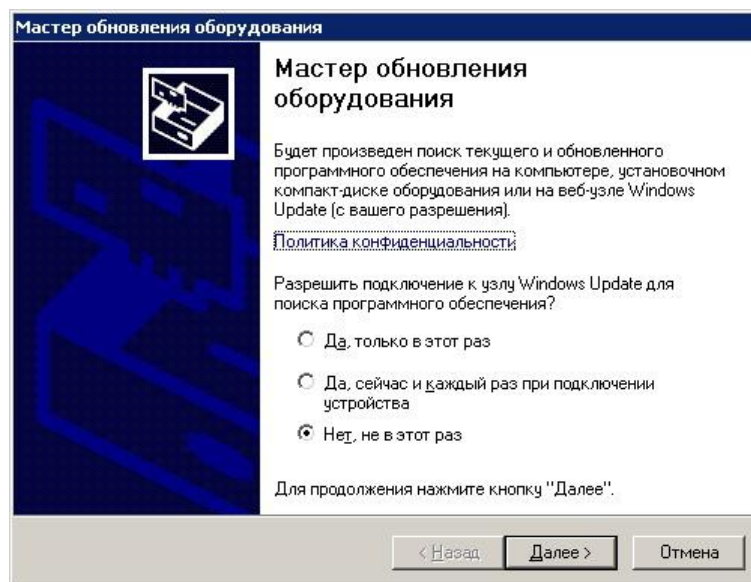 Мастер обновления оборудования
Мастер обновления
оборудования
Будет произведен поиск текущего и обновленного
программного обеспечения на компьютере, установочном
компакт-диске оборудования или на веб-узле Windows
Update (с вашего разрешения).
Политика конфиденциальности
Разрешить подключение к узлу Windows Update для
поиска программного обеспечения?
Да, только в этот раз
Да, сейчас и каждый раз при подключении
устройства
Нет, не в этот раз
Для продолжения нажмите кнопку "Далее".
< Назад Далее > Отмена